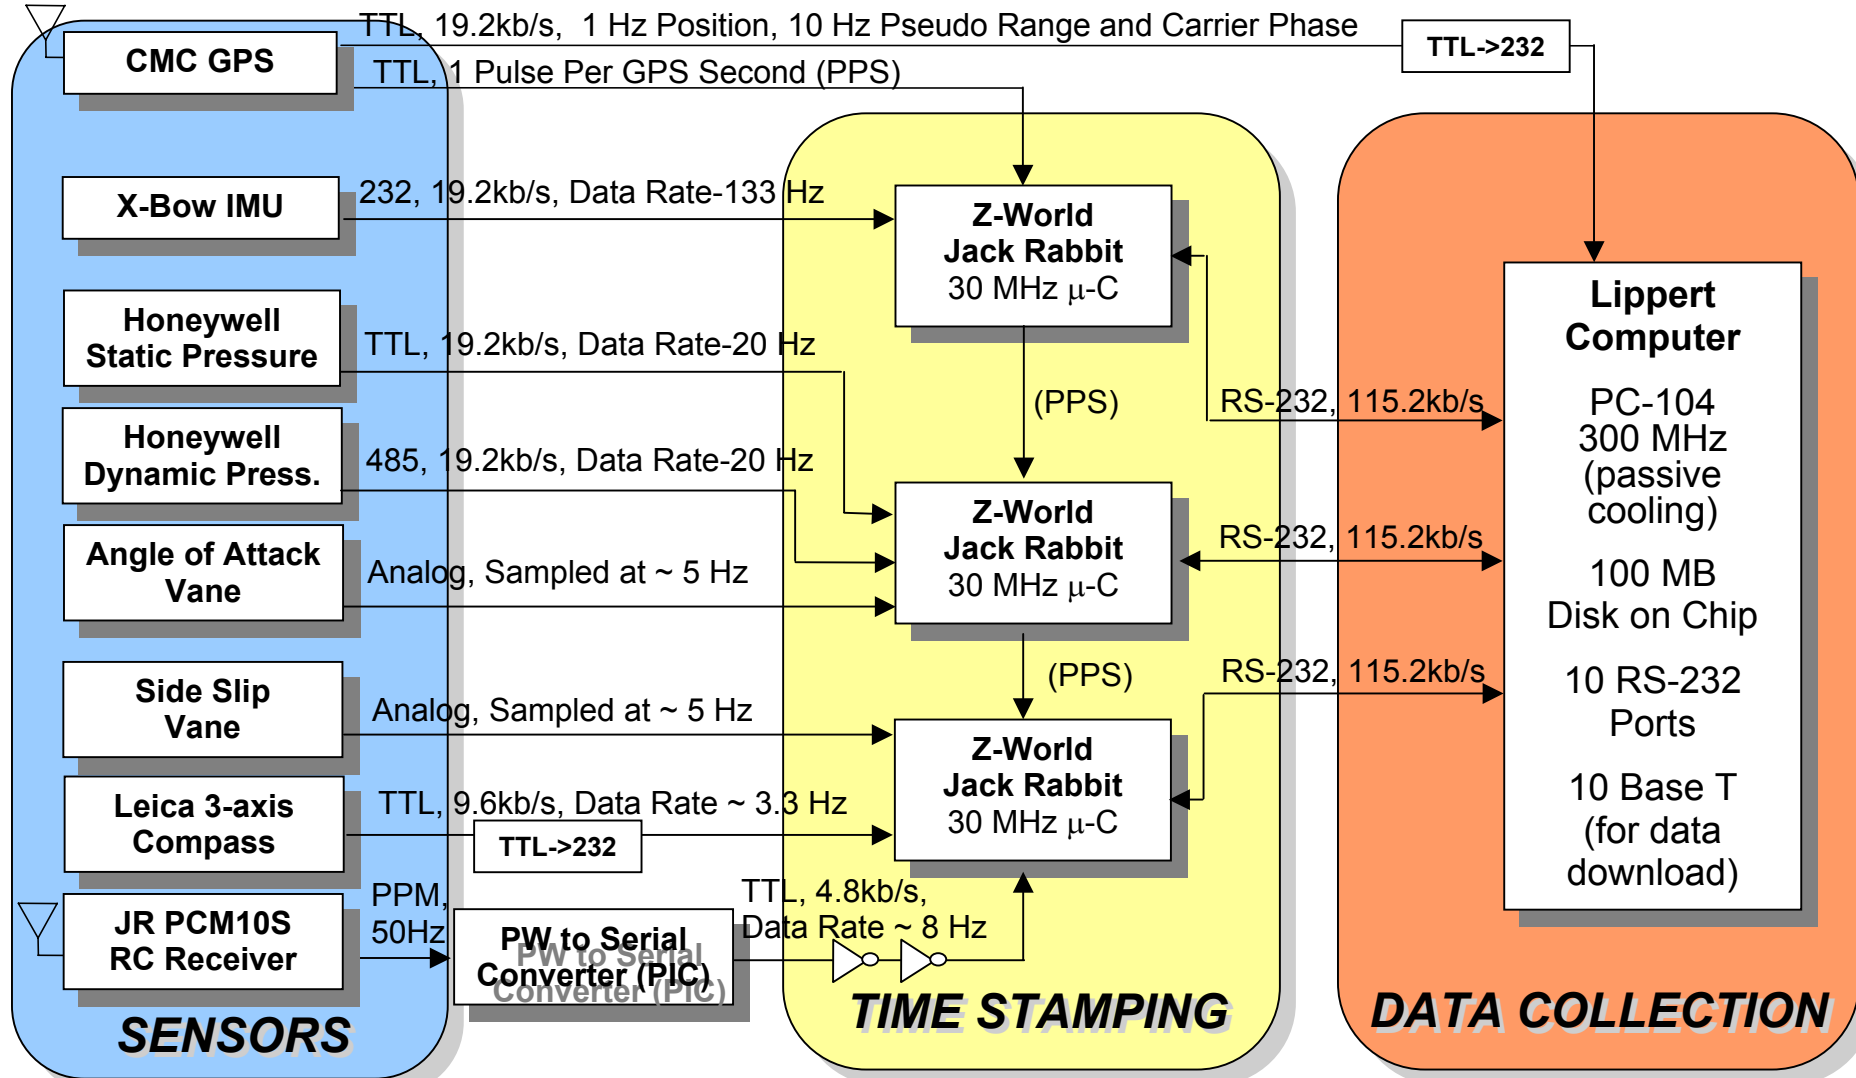 TTL, 19.2kb/s, 1 Hz Position, 10 Hz Pseudo Range and Carrier Phase
TTL->232
CMC GPS
TTL, 1 Pulse Per GPS Second (PPS)
X-Bow IMU
232, 19.2kb/s, Data Rate-133 Hz
Z-World
Jack Rabbit
30 MHz μ-C
Honeywell
Static Pressure
TTL, 19.2kb/s, Data Rate-20 Hz
(PPS)
RS-232, 115.2kb/s
Honeywell
Dynamic Press.
485, 19.2kb/s, Data Rate-20 Hz
Z-World
Jack Rabbit
30 MHz μ-C
RS-232, 115.2kb/s
Angle of Attack
Vane
Analog, Sampled at ~ 5 Hz
(PPS)
RS-232, 115.2kb/s
Side Slip
Vane
Analog, Sampled at ~ 5 Hz
Z-World
Jack Rabbit
30 MHz μ-C
Leica 3-axis
Compass
TTL, 9.6kb/s, Data Rate ~ 3.3 Hz
TTL->232
JR PCM10S
RC Receiver
PPM,
50Hz
PW to Serial
Converter (PIC)
TTL, 4.8kb/s,
Data Rate ~ 8 Hz
Lippert
Computer
PC-104
300 MHz
(passive
cooling)
100 MB
Disk on Chip
10 RS-232
Ports
10 Base T
(for data
download)
SENSORS
TIME STAMPING
DATA COLLECTION